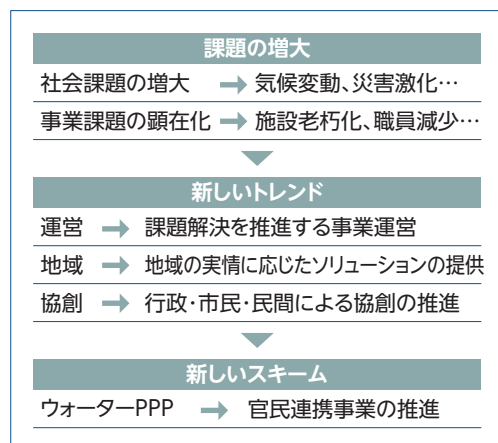 課題の増大
社会課題の増大 → 気候変動、災害激化…
事業課題の顕在化 → 施設老朽化、職員減少…
新しいトレンド
運営 → 課題解決を推進する事業運営
地域 → 地域の実情に応じたソリューションの提供
協創 → 行政・市民・民間による協創の推進
新しいスキーム
ウォーターPPP → 官民連携事業の推進